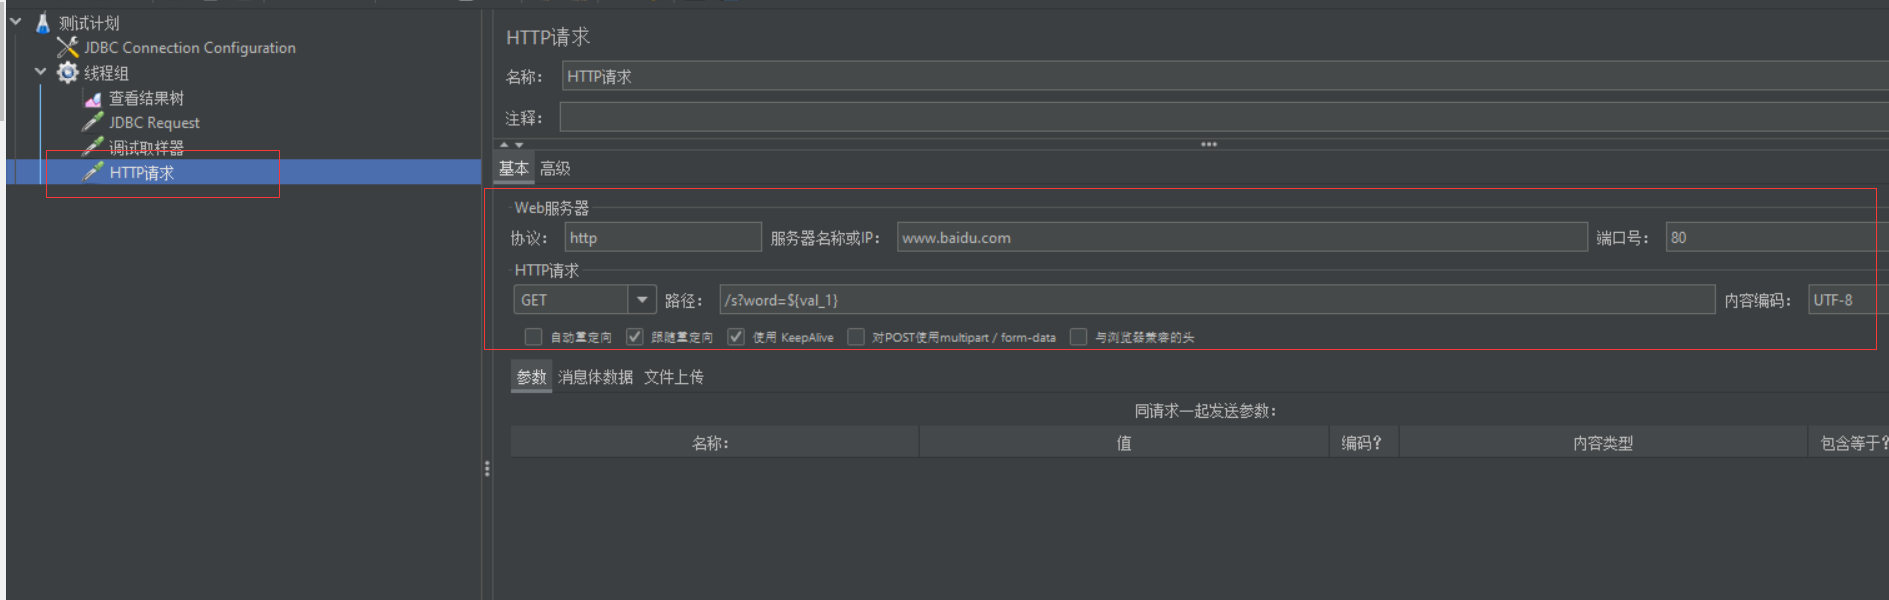 测试计划
JDBC Connection Configuration
线程组
查看结果树
JDBC Request
调试取样器
HTTP请求
HTTP请求
名称： HTTP请求
注释：
基本 高级
Web服务器
协议： http 服务器名称或IP： www.baidu.com 端口号： 80
HTTP请求
GET 路径： /s?word=${val_1} 内容编码： UTF-8
自动重定向 跟随重定向 使用 KeepAlive 对POST使用multipart / form-data 与浏览器兼容的头
参数 消息体数据 文件上传
同请求一起发送参数：
名称： 值 编码？ 内容类型 包含等于？